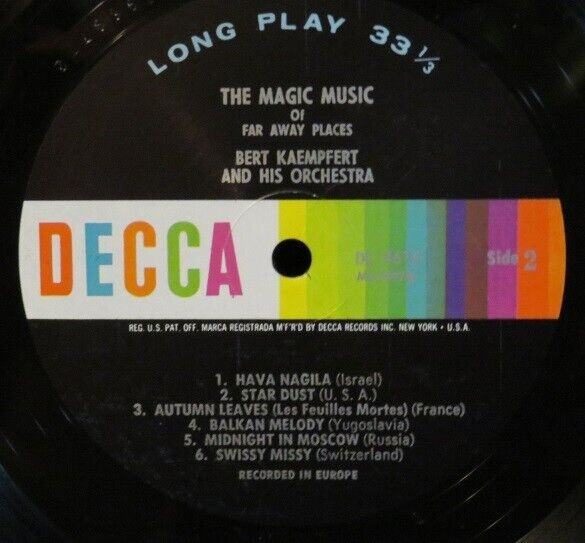 LONG PLAY 33 1/3
THE MAGIC MUSIC
Of
FAR AWAY PLACES
BERT KAEMPFERT
AND HIS ORCHESTRA
DECCA
Side 2
REG. U.S. PAT. OFF. MARCA REGISTRADA M'F'R'D BY DECCA RECORDS INC. NEW YORK • U.S.A.
1. HAVA NAGILA (Israel)
2. STAR DUST (U. S. A.)
3. AUTUMN LEAVES (Les Feuilles Mortes) (France)
4. BALKAN MELODY (Yugoslavia)
5. MIDNIGHT IN MOSCOW (Russia)
6. SWISSY MISSY (Switzerland)
RECORDED IN EUROPE